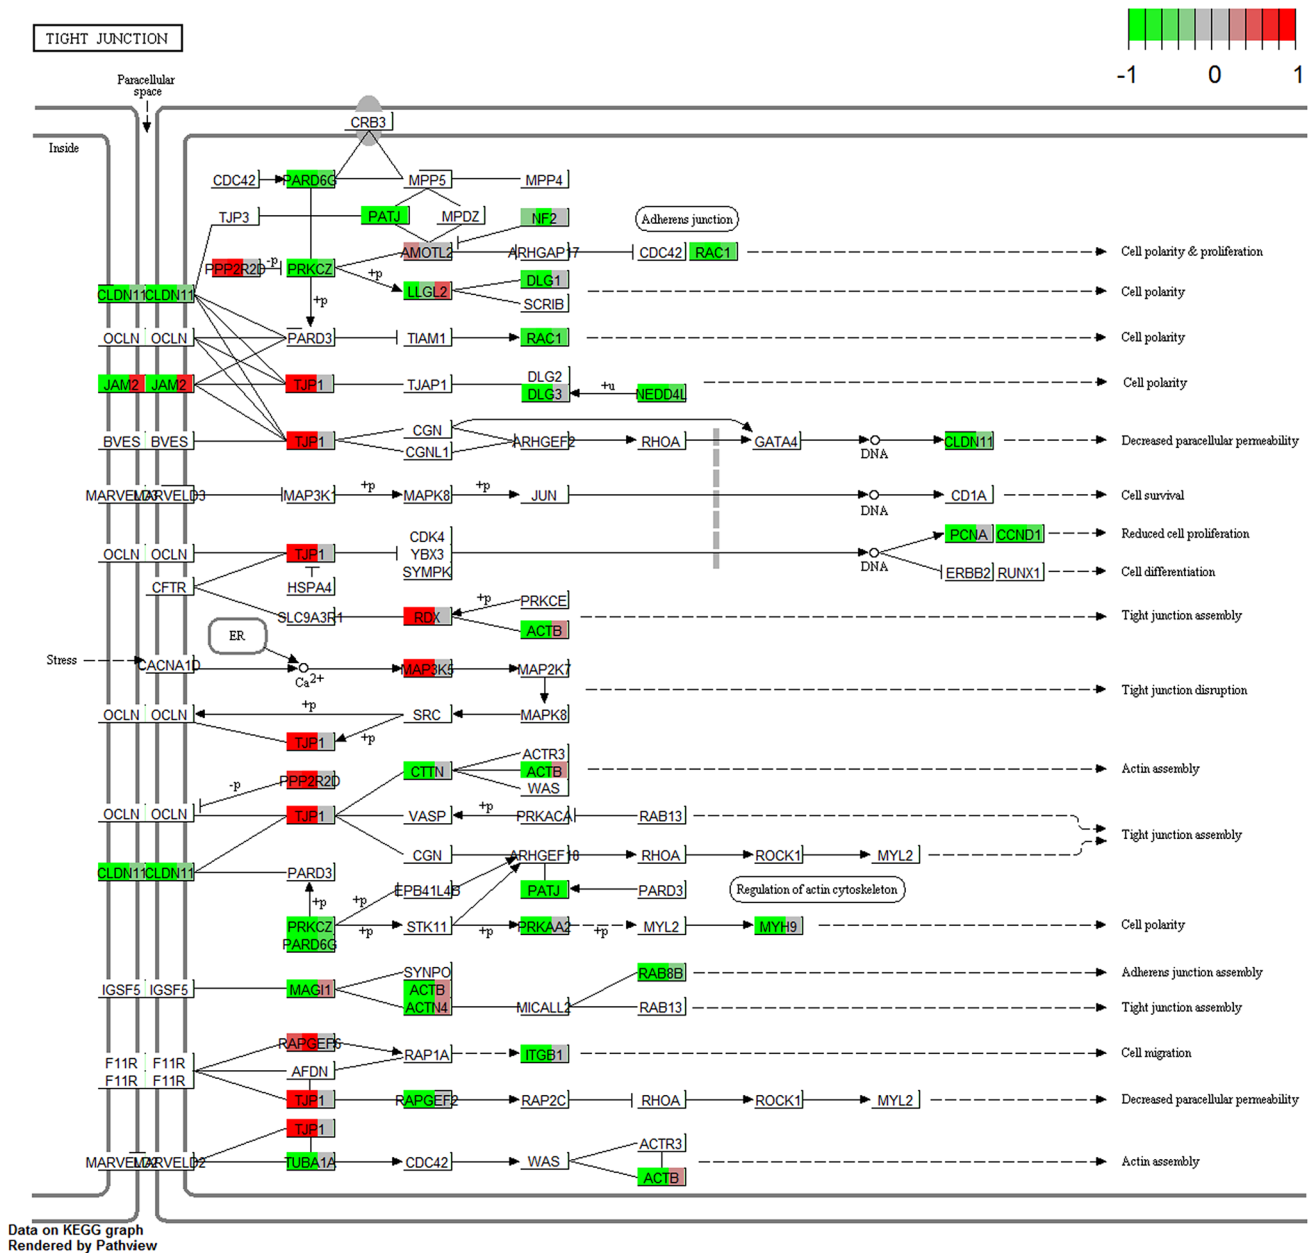 TIGHT JUNCTION
-1 0 1
Paracellular
space
CRB3
Inside
CDC42 PARD6G MPP5 MPP4
TJP3 PATJ MPDZ NF2 Adherens junction
PPP2R2D -p PRKCZ AMOTL2 ARHGAP17 CDC42 RAC1 Cell polarity & proliferation
+p
CLDN11 CLDN11 LLGL2 DLG1 Cell polarity
+p SCRIB
OCLN OCLN PARD3 TIAM1 RAC1 Cell polarity
JAM2 JAM2 TJP1 TJAP1 DLG2 +u Cell polarity
DLG3 NEDD4L
BVES BVES TJP1 CGN ARHGEF2 RHOA GATA4 DNA CLDN11 Decreased paracellular permeability
CGNL1
MARVELD3 MARVELD3 MAP3K1 +p MAPK8 +p JUN DNA CD1A Cell survival
PCNA CCND1 Reduced cell proliferation
OCLN OCLN TJP1 CDK4 DNA
YBX3
SYMPK ERBB2 RUNX1 Cell differentiation
CFTR HSPA4
SLC9A3R1 RDX +p PRKCE Tight junction assembly
ACTB
ER
Stress CACNA1D Ca2+ MAP3K5 MAP2K7
Tight junction disruption
OCLN OCLN +p SRC MAPK8
TJP1 +p
ACTR3
PPP2R2D CTTN ACTB Actin assembly
-p WAS
OCLN OCLN TJP1 VASP +p PRKACA RAB13
Tight junction assembly
CGN ARHGEF18 RHOA ROCK1 MYL2
CLDN11 CLDN11 PARD3
+p +p EPB41L4B PATJ PARD3 Regulation of actin cytoskeleton
PRKCZ +p STK11 +p PRKAA2 +p MYL2 MYH9 Cell polarity
PARD6G
SYNPO RAB8B Adherens junction assembly
IGSF5 IGSF5 MAGI1 ACTB
ACTN4 MICALL2 RAB13 Tight junction assembly
RAPGEF6
F11R F11R RAP1A ITGB1 Cell migration
F11R F11R AFDN
TJP1 RAPGEF2 RAP2C RHOA ROCK1 MYL2 Decreased paracellular permeability
TJP1
ACTR3
MARVELD2 MARVELD2 TUBA1A CDC42 WAS Actin assembly
ACTB
Data on KEGG graph
Rendered by Pathview